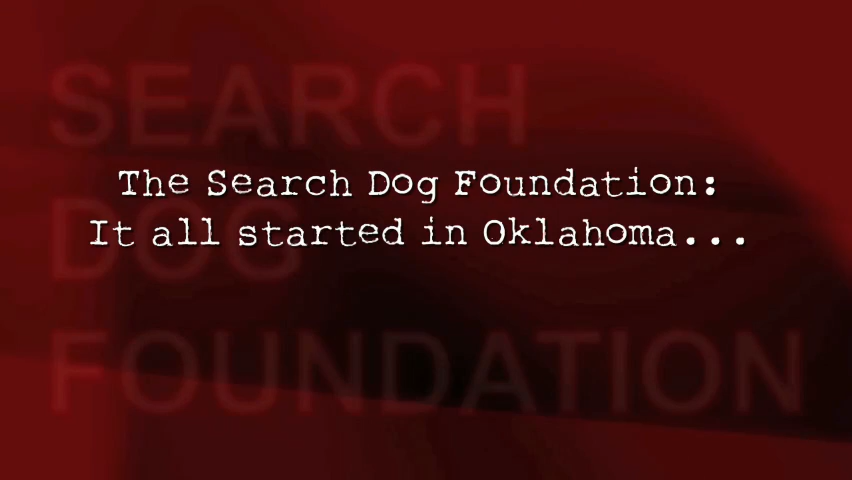 SEARCH
The Search Dog Foundation:
It all started in Oklahoma...
DOG
FOUNDATION